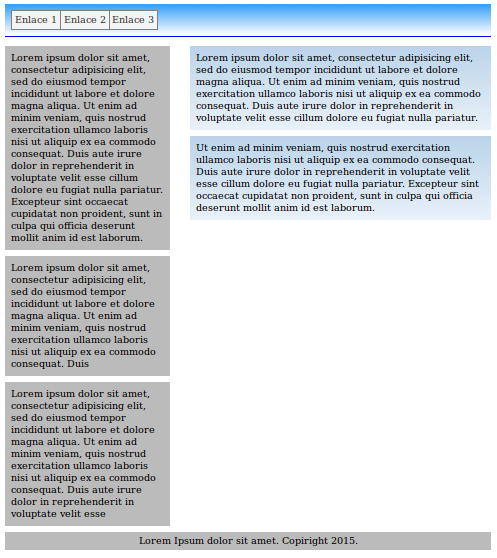 Enlace 1 Enlace 2 Enlace 3
Lorem ipsum dolor sit amet,
consectetur adipisicing elit,
sed do eiusmod tempor
incididunt ut labore et dolore
magna aliqua. Ut enim ad
minim veniam, quis nostrud
exercitation ullamco laboris
nisi ut aliquip ex ea commodo
consequat. Duis aute irure
dolor in reprehenderit in
voluptate velit esse cillum
dolore eu fugiat nulla pariatur.
Excepteur sint occaecat
cupidatat non proident, sunt in
culpa qui officia deserunt
mollit anim id est laborum.
Lorem ipsum dolor sit amet,
consectetur adipisicing elit,
sed do eiusmod tempor
incididunt ut labore et dolore
magna aliqua. Ut enim ad
minim veniam, quis nostrud
exercitation ullamco laboris
nisi ut aliquip ex ea commodo
consequat. Duis
Lorem ipsum dolor sit amet,
consectetur adipisicing elit,
sed do eiusmod tempor
incididunt ut labore et dolore
magna aliqua. Ut enim ad
minim veniam, quis nostrud
exercitation ullamco laboris
nisi ut aliquip ex ea commodo
consequat. Duis aute irure
dolor in reprehenderit in
voluptate velit esse
Lorem ipsum dolor sit amet, consectetur adipisicing elit,
sed do eiusmod tempor incididunt ut labore et dolore
magna aliqua. Ut enim ad minim veniam, quis nostrud
exercitation ullamco laboris nisi ut aliquip ex ea commodo
consequat. Duis aute irure dolor in reprehenderit in
voluptate velit esse cillum dolore eu fugiat nulla pariatur.
Ut enim ad minim veniam, quis nostrud exercitation
ullamco laboris nisi ut aliquip ex ea commodo consequat.
Duis aute irure dolor in reprehenderit in voluptate velit
esse cillum dolore eu fugiat nulla pariatur. Excepteur sint
occaecat cupidatat non proident, sunt in culpa qui officia
deserunt mollit anim id est laborum.
Lorem Ipsum dolor sit amet. Copiright 2015.